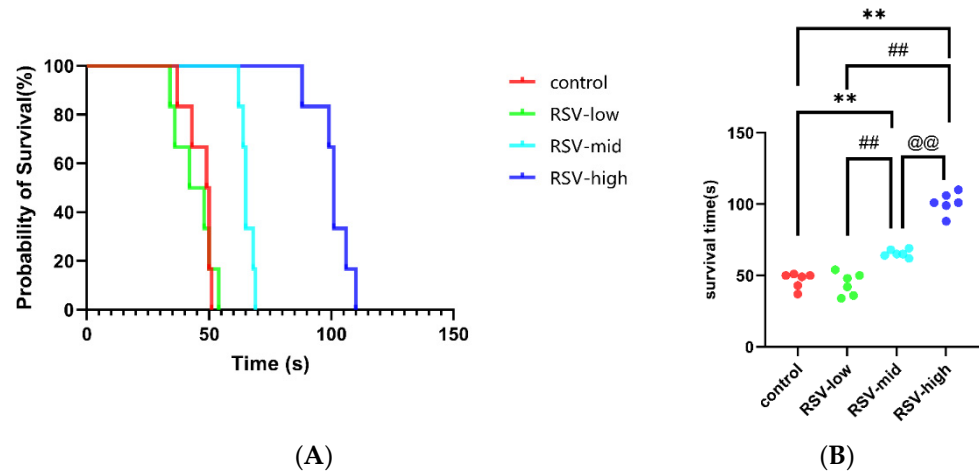 Probability of Survival(%)
100
80
60
40
20
0
0 50 100 150
Time (s)
control
RSV-low
RSV-mid
RSV-high
(A)
**
##
**
## @@
survival time(s)
150
100
50
0
control RSV-low RSV-mid RSV-high
(B)